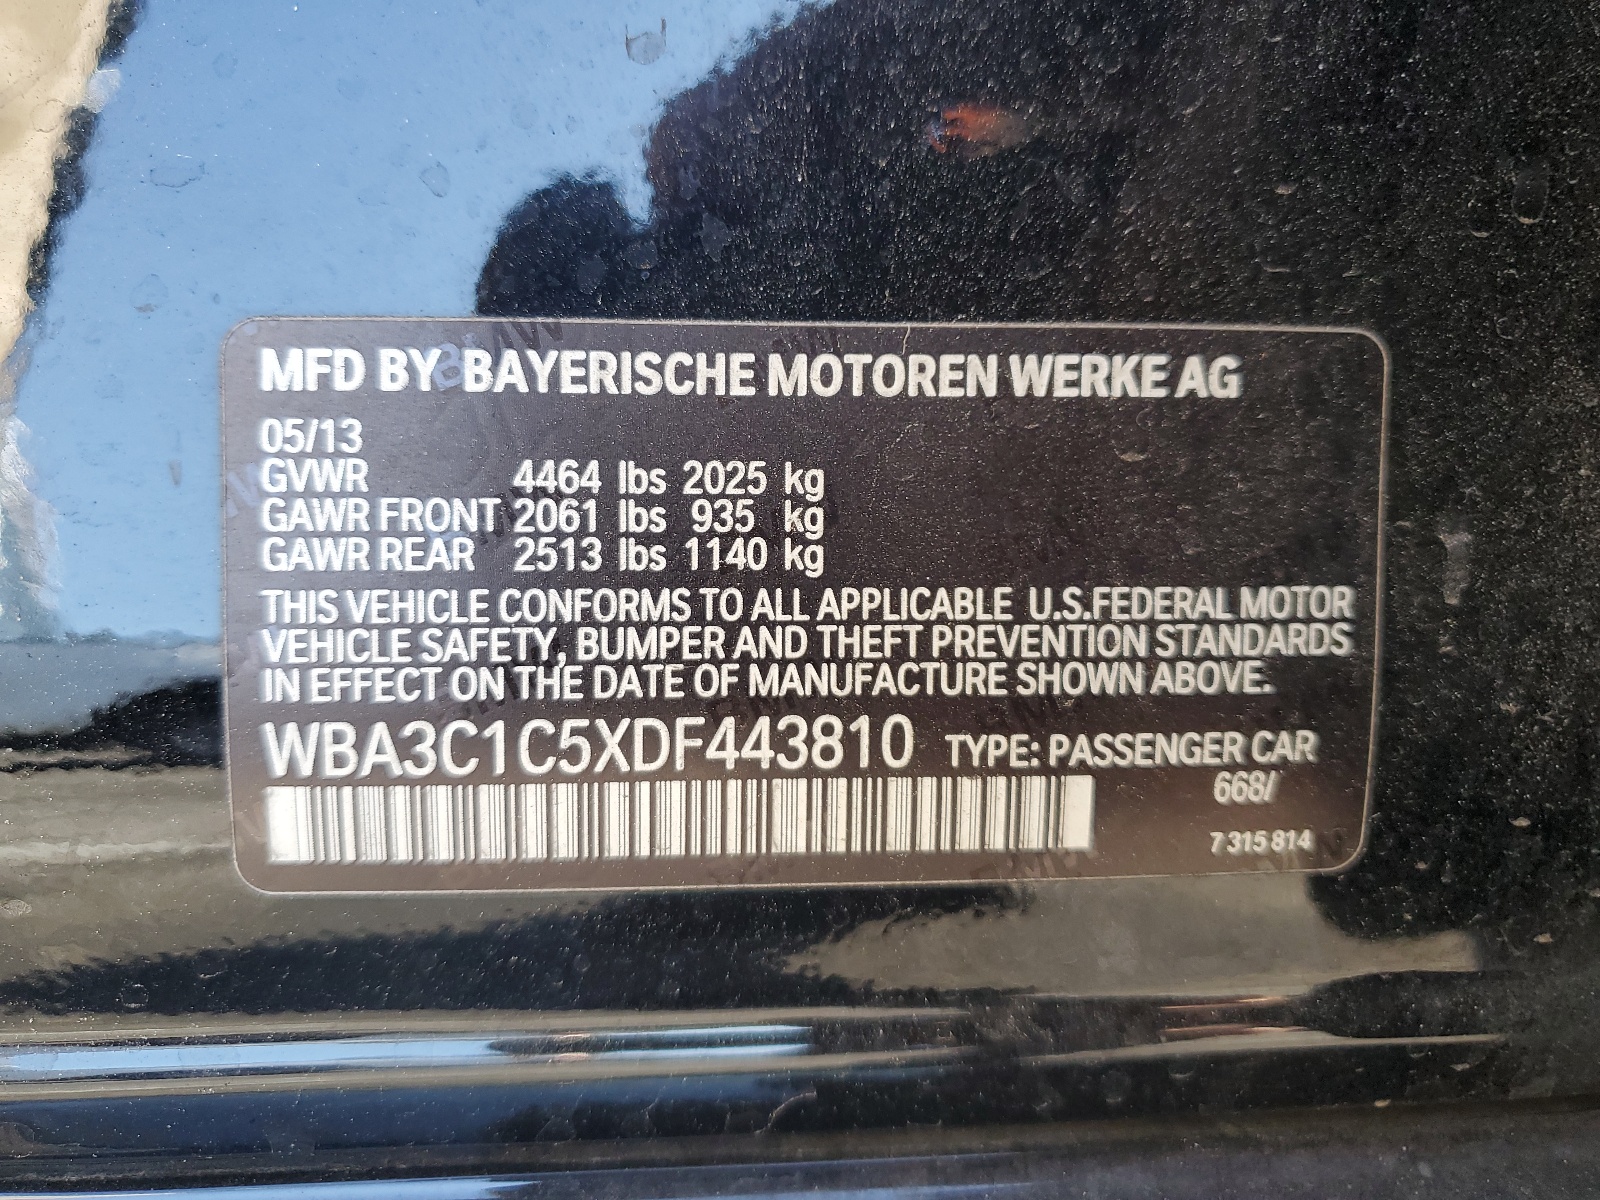 MFD BY BAYERISCHE MOTOREN WERKE AG
05/13
GVWR 4464 lbs 2025 kg
GAWR FRONT 2061 lbs 935 kg
GAWR REAR 2513 lbs 1140 kg
THIS VEHICLE CONFORMS TO ALL APPLICABLE U.S.FEDERAL MOTOR
VEHICLE SAFETY, BUMPER AND THEFT PREVENTION STANDARDS
IN EFFECT ON THE DATE OF MANUFACTURE SHOWN ABOVE.
WBA3C1C5XDF443810 TYPE: PASSENGER CAR
668/
7 315 814